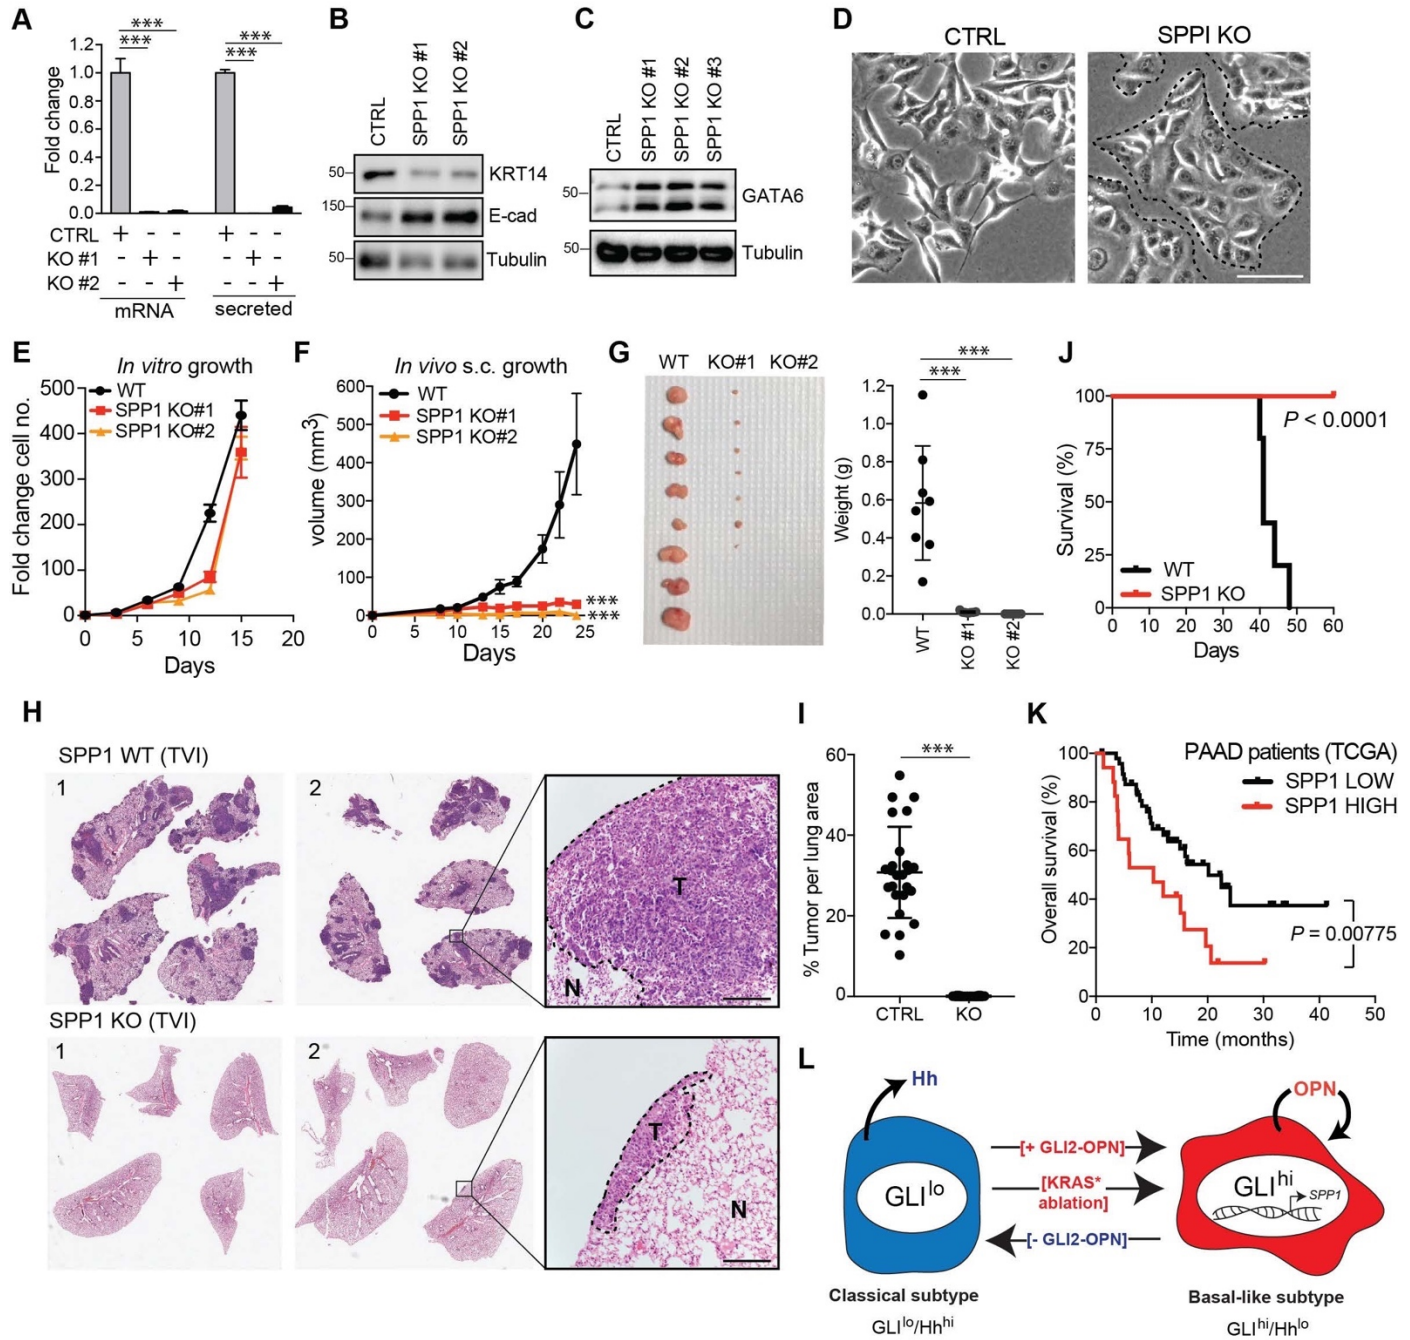 A
*** 
***
***
***
Fold change
1.2
1.0
0.8
0.6
0.4
0.2
0.0
CTRL + - - + - -
KO #1 - + - - + -
KO #2 - - + - - +
mRNA secreted
B
CTRL
SPP1 KO #1
SPP1 KO #2
50 KRT14
150 E-cad
50 Tubulin
C
CTRL
SPP1 KO #1
SPP1 KO #2
SPP1 KO #3
50 GATA6
50 Tubulin
D
CTRL SPPI KO
E
In vitro growth
WT
SPP1 KO#1
SPP1 KO#2
Fold change cell no.
500
400
300
200
100
0
0 5 10 15 20
Days
F
In vivo s.c. growth
WT
SPP1 KO#1
SPP1 KO#2
volume (mm³)
600
500
400
300
200
100
0
***
***
0 5 10 15 20 25
Days
G
WT KO#1 KO#2
***
***
Weight (g)
1.2
1.0
0.8
0.6
0.4
0.2
0.0
WT
KO #1
KO #2
J
Survival (%)
100
75
50
25
0
P < 0.0001
WT
SPP1 KO
0 10 20 30 40 50 60
Days
H
SPP1 WT (TVI)
1 2
T
N
SPP1 KO (TVI)
1 2
T
N
I
***
% Tumor per lung area
60
40
20
0
CTRL KO
K
PAAD patients (TCGA)
SPP1 LOW
SPP1 HIGH
Overall survival (%)
100
80
60
40
20
0
P = 0.00775
0 10 20 30 40 50
Time (months)
L
Hh
OPN
[+ GLI2-OPN]
[KRAS*
ablation]
[- GLI2-OPN]
GLIlo
GLIhi
SPP1
Classical subtype
GLIlo/Hhhi
Basal-like subtype
GLIhi/Hhlo